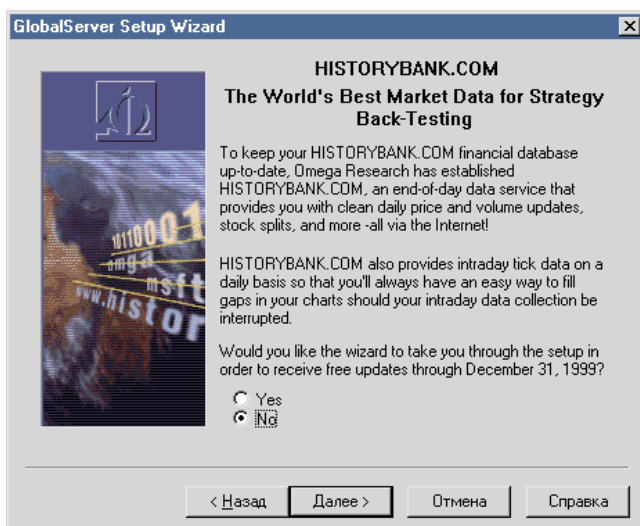 GlobalServer Setup Wizard
HISTORYBANK.COM
The World's Best Market Data for Strategy
Back-Testing
To keep your HISTORYBANK.COM financial database
up-to-date, Omega Research has established
HISTORYBANK.COM, an end-of-day data service that
provides you with clean daily price and volume updates,
stock splits, and more -all via the Internet!
HISTORYBANK.COM also provides intraday tick data on a
daily basis so that you'll always have an easy way to fill
gaps in your charts should your intraday data collection be
interrupted.
Would you like the wizard to take you through the setup in
order to receive free updates through December 31, 1999?
Yes
No
10110001
omga
msft
www.histor
< Назад
Далее >
Отмена
Справка